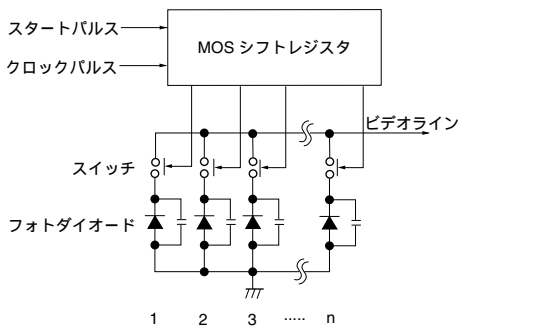 スタートパルス
MOS シフトレジスタ
クロックパルス
ビデオライン
スイッチ
フォトダイオード
1 2 3 ····· n